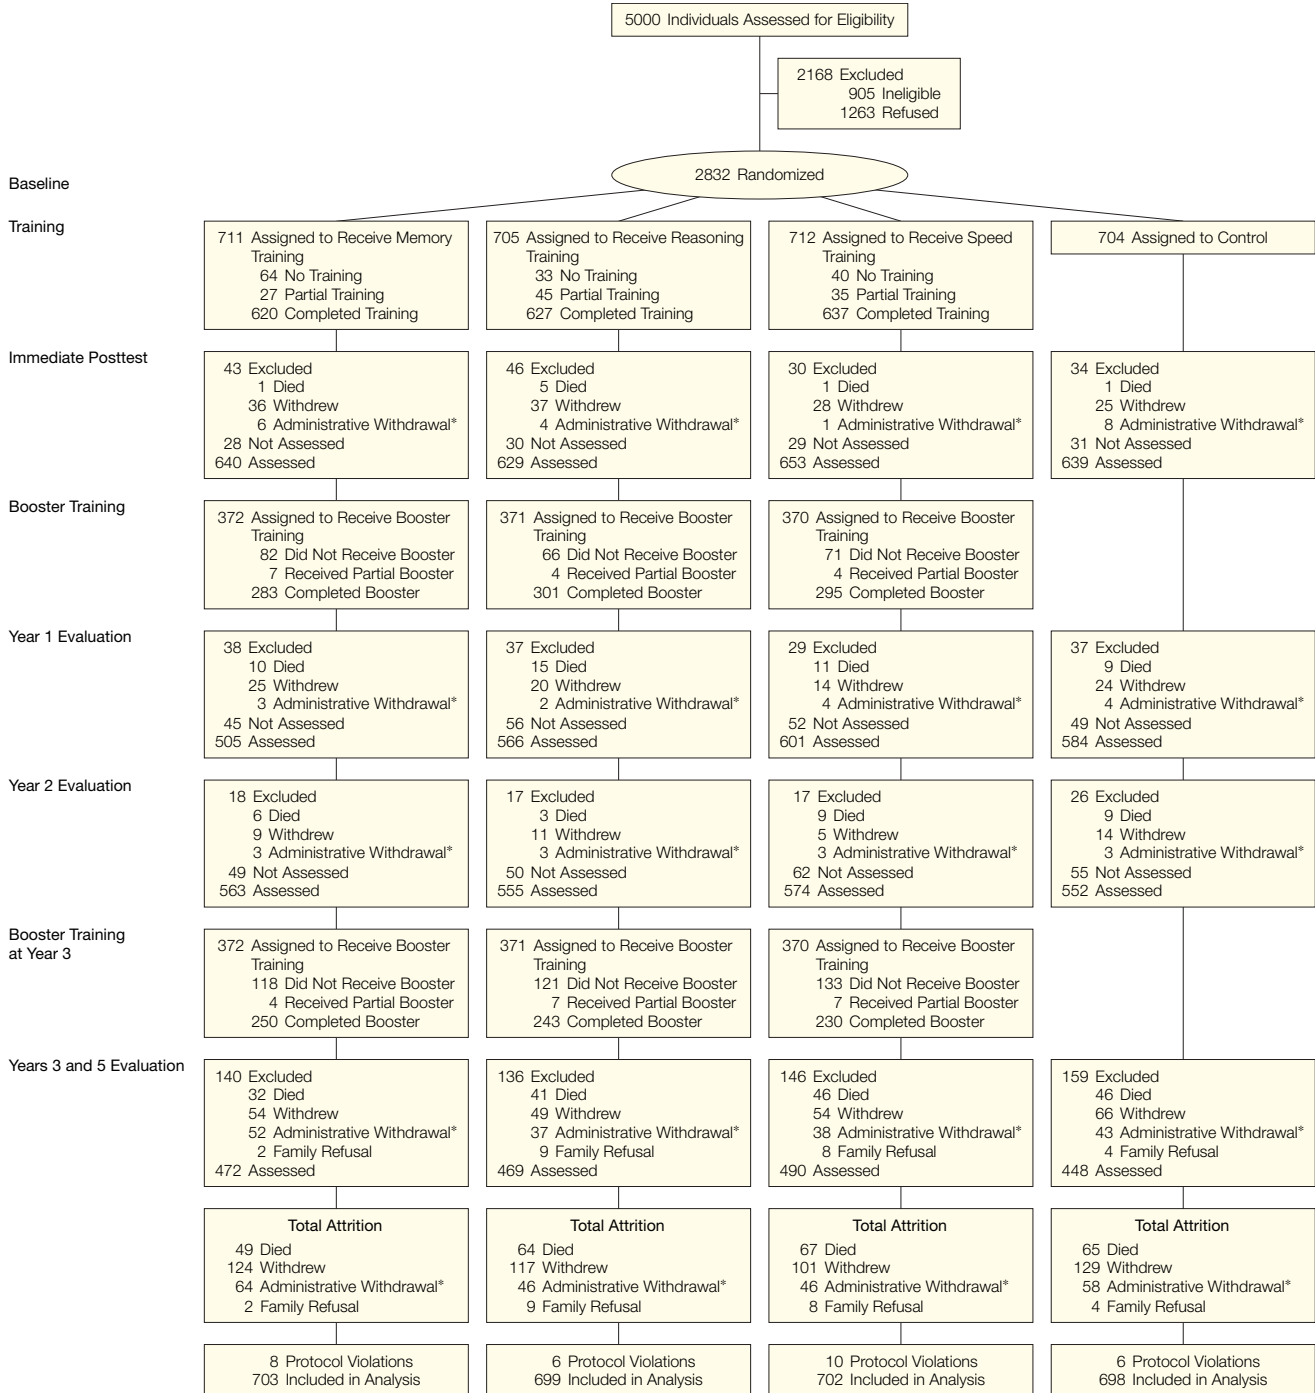 5000 Individuals Assessed for Eligibility
2168 Excluded
905 Ineligible
1263 Refused
Baseline
2832 Randomized
Training
711 Assigned to Receive Memory
Training
64 No Training
27 Partial Training
620 Completed Training
705 Assigned to Receive Reasoning
Training
33 No Training
45 Partial Training
627 Completed Training
712 Assigned to Receive Speed
Training
40 No Training
35 Partial Training
637 Completed Training
704 Assigned to Control
Immediate Posttest
43 Excluded
1 Died
36 Withdrew
6 Administrative Withdrawal*
28 Not Assessed
640 Assessed
46 Excluded
5 Died
37 Withdrew
4 Administrative Withdrawal*
30 Not Assessed
629 Assessed
30 Excluded
1 Died
28 Withdrew
1 Administrative Withdrawal*
29 Not Assessed
653 Assessed
34 Excluded
1 Died
25 Withdrew
8 Administrative Withdrawal*
31 Not Assessed
639 Assessed
Booster Training
372 Assigned to Receive Booster
Training
82 Did Not Receive Booster
7 Received Partial Booster
283 Completed Booster
371 Assigned to Receive Booster
Training
66 Did Not Receive Booster
4 Received Partial Booster
301 Completed Booster
370 Assigned to Receive Booster
Training
71 Did Not Receive Booster
4 Received Partial Booster
295 Completed Booster
Year 1 Evaluation
38 Excluded
10 Died
25 Withdrew
3 Administrative Withdrawal*
45 Not Assessed
505 Assessed
37 Excluded
15 Died
20 Withdrew
2 Administrative Withdrawal*
56 Not Assessed
566 Assessed
29 Excluded
11 Died
14 Withdrew
4 Administrative Withdrawal*
52 Not Assessed
601 Assessed
37 Excluded
9 Died
24 Withdrew
4 Administrative Withdrawal*
49 Not Assessed
584 Assessed
Year 2 Evaluation
18 Excluded
6 Died
9 Withdrew
3 Administrative Withdrawal*
49 Not Assessed
563 Assessed
17 Excluded
3 Died
11 Withdrew
3 Administrative Withdrawal*
50 Not Assessed
555 Assessed
17 Excluded
9 Died
5 Withdrew
3 Administrative Withdrawal*
62 Not Assessed
574 Assessed
26 Excluded
9 Died
14 Withdrew
3 Administrative Withdrawal*
55 Not Assessed
552 Assessed
Booster Training
at Year 3
372 Assigned to Receive Booster
Training
118 Did Not Receive Booster
4 Received Partial Booster
250 Completed Booster
371 Assigned to Receive Booster
Training
121 Did Not Receive Booster
7 Received Partial Booster
243 Completed Booster
370 Assigned to Receive Booster
Training
133 Did Not Receive Booster
7 Received Partial Booster
230 Completed Booster
Years 3 and 5 Evaluation
140 Excluded
32 Died
54 Withdrew
52 Administrative Withdrawal*
2 Family Refusal
472 Assessed
136 Excluded
41 Died
49 Withdrew
37 Administrative Withdrawal*
9 Family Refusal
469 Assessed
146 Excluded
46 Died
54 Withdrew
38 Administrative Withdrawal*
8 Family Refusal
490 Assessed
159 Excluded
46 Died
66 Withdrew
43 Administrative Withdrawal*
4 Family Refusal
448 Assessed
Total Attrition
49 Died
124 Withdrew
64 Administrative Withdrawal*
2 Family Refusal
Total Attrition
64 Died
117 Withdrew
46 Administrative Withdrawal*
9 Family Refusal
Total Attrition
67 Died
101 Withdrew
46 Administrative Withdrawal*
8 Family Refusal
Total Attrition
65 Died
129 Withdrew
58 Administrative Withdrawal*
4 Family Refusal
8 Protocol Violations
703 Included in Analysis
6 Protocol Violations
699 Included in Analysis
10 Protocol Violations
702 Included in Analysis
6 Protocol Violations
698 Included in Analysis